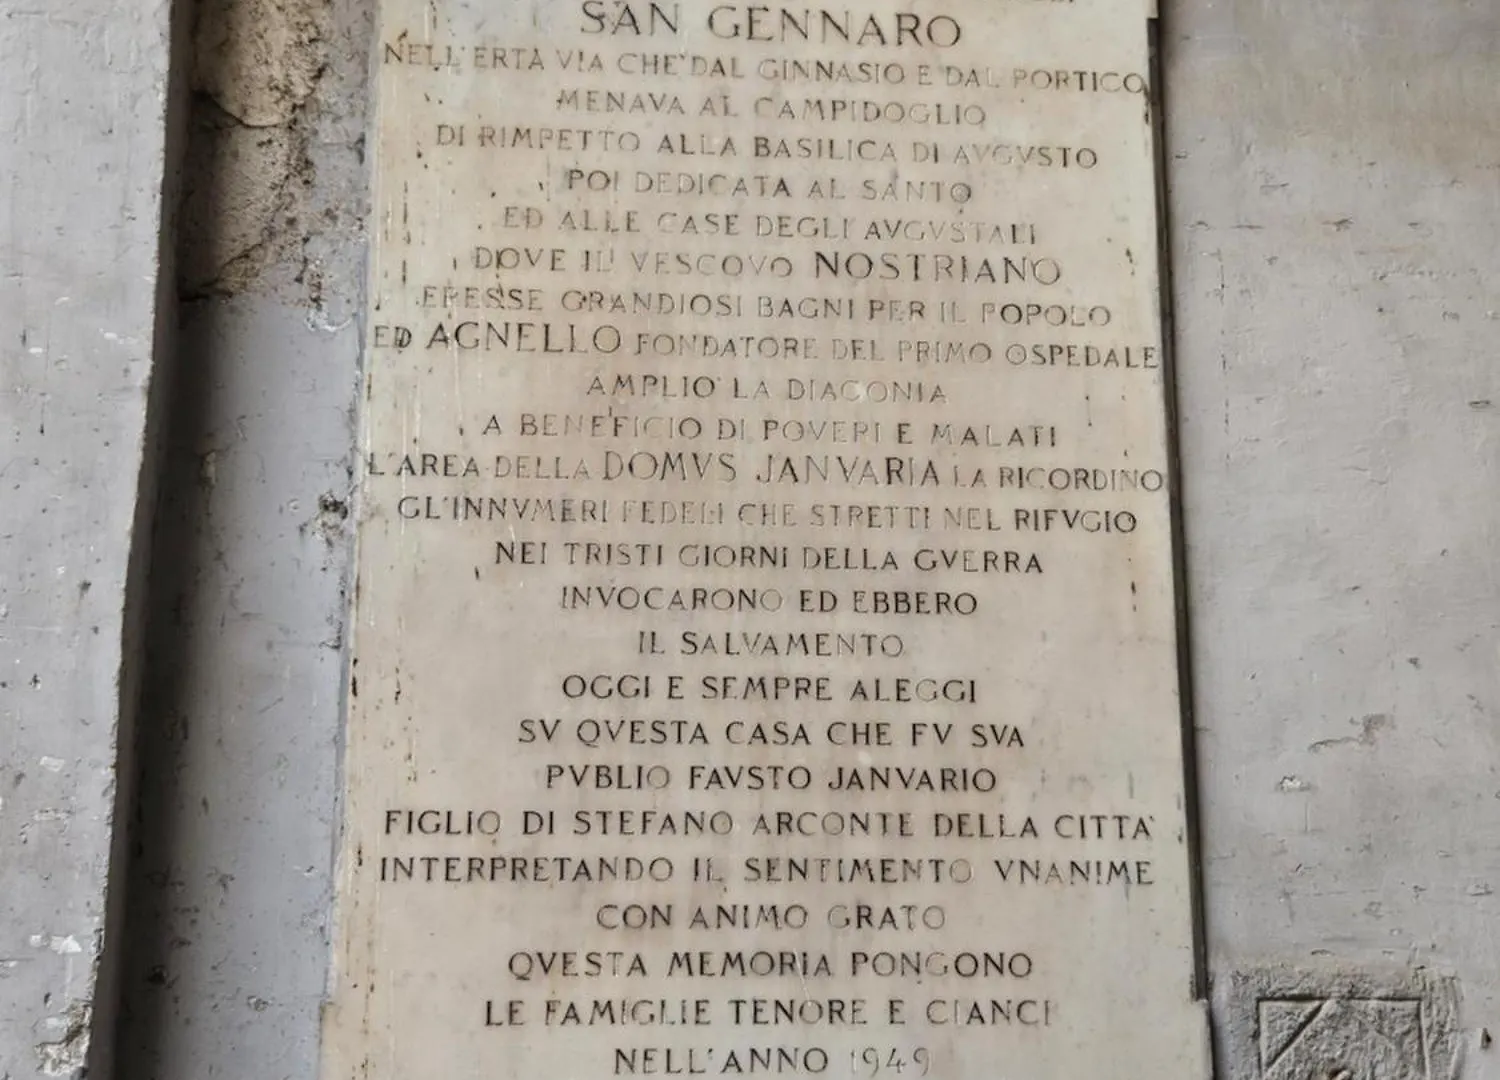 SAN GENNARO
NELL'ERTA VIA CHE DAL GINNASIO E DAL PORTICO
MENAVA AL CAMPIDOGLIO
DI RIMPETTO ALLA BASILICA DI AVGVSTO
POI DEDICATA AL SANTO
ED ALLE CASE DEGLI AVGVSTALI
DOVE IL VESCOVO NOSTRIANO
ERESSE GRANDIOSI BAGNI PER IL POPOLO
ED AGNELLO FONDATORE DEL PRIMO OSPEDALE
AMPLIO' LA DIACONIA
A BENEFICIO DI POVERI E MALATI
L'AREA DELLA DOMVS JANVARIA LA RICORDINO
GL'INNVMERI FEDELI CHE STRETTI NEL RIFVGIO
NEI TRISTI GIORNI DELLA GVERRA
INVOCARONO ED EBBERO
IL SALVAMENTO
OGGI E SEMPRE ALEGGI
SV QVESTA CASA CHE FV SVA
PVBLIO FAVSTO JANVARIO
FIGLIO DI STEFANO ARCONTE DELLA CITTA'
INTERPRETANDO IL SENTIMENTO VNANIME
CON ANIMO GRATO
QVESTA MEMORIA PONGONO
LE FAMIGLIE TENORE E CIANCI
NELL'ANNO 1949